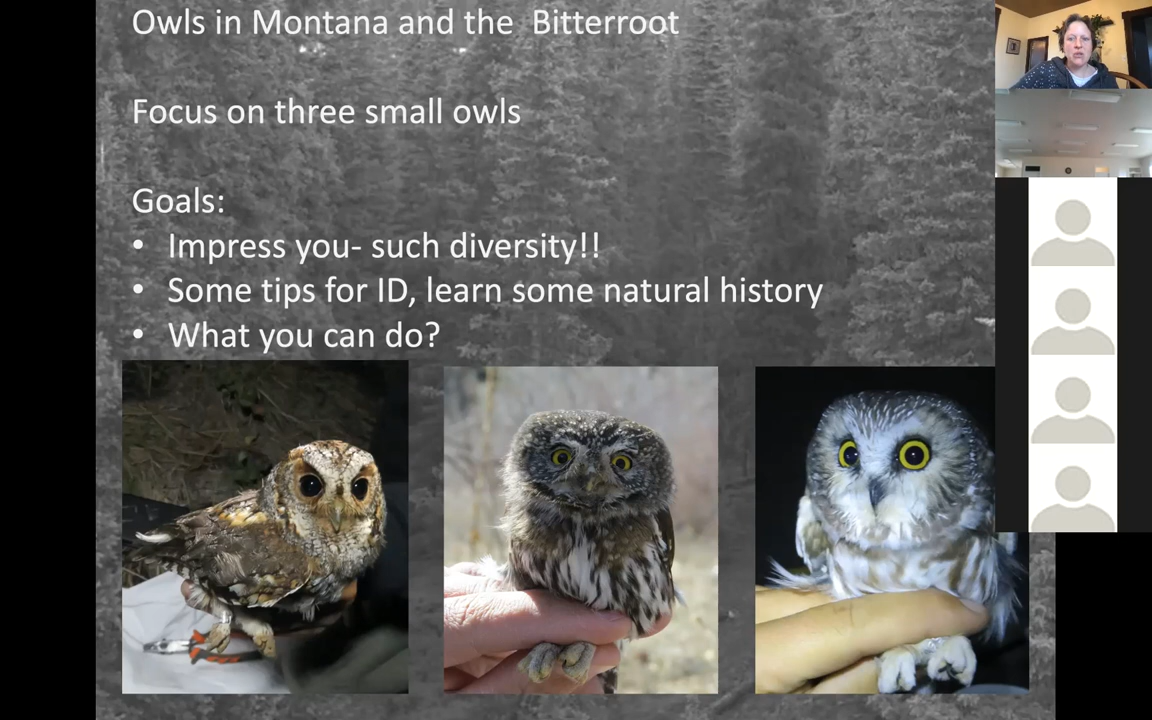 Owls in Montana and the  Bitterroot
Focus on three small owls
Goals:
• Impress you- such diversity!!
• Some tips for ID, learn some natural history
• What you can do?